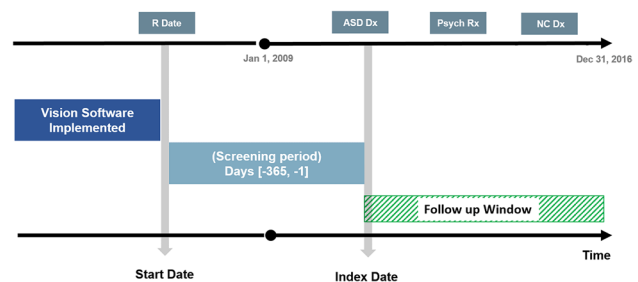 R Date
ASD Dx
Psych Rx
NC Dx
Jan 1, 2009
Dec 31, 2016
Vision Software
Implemented
(Screening period)
Days [-365, -1]
Follow up Window
Time
Start Date
Index Date